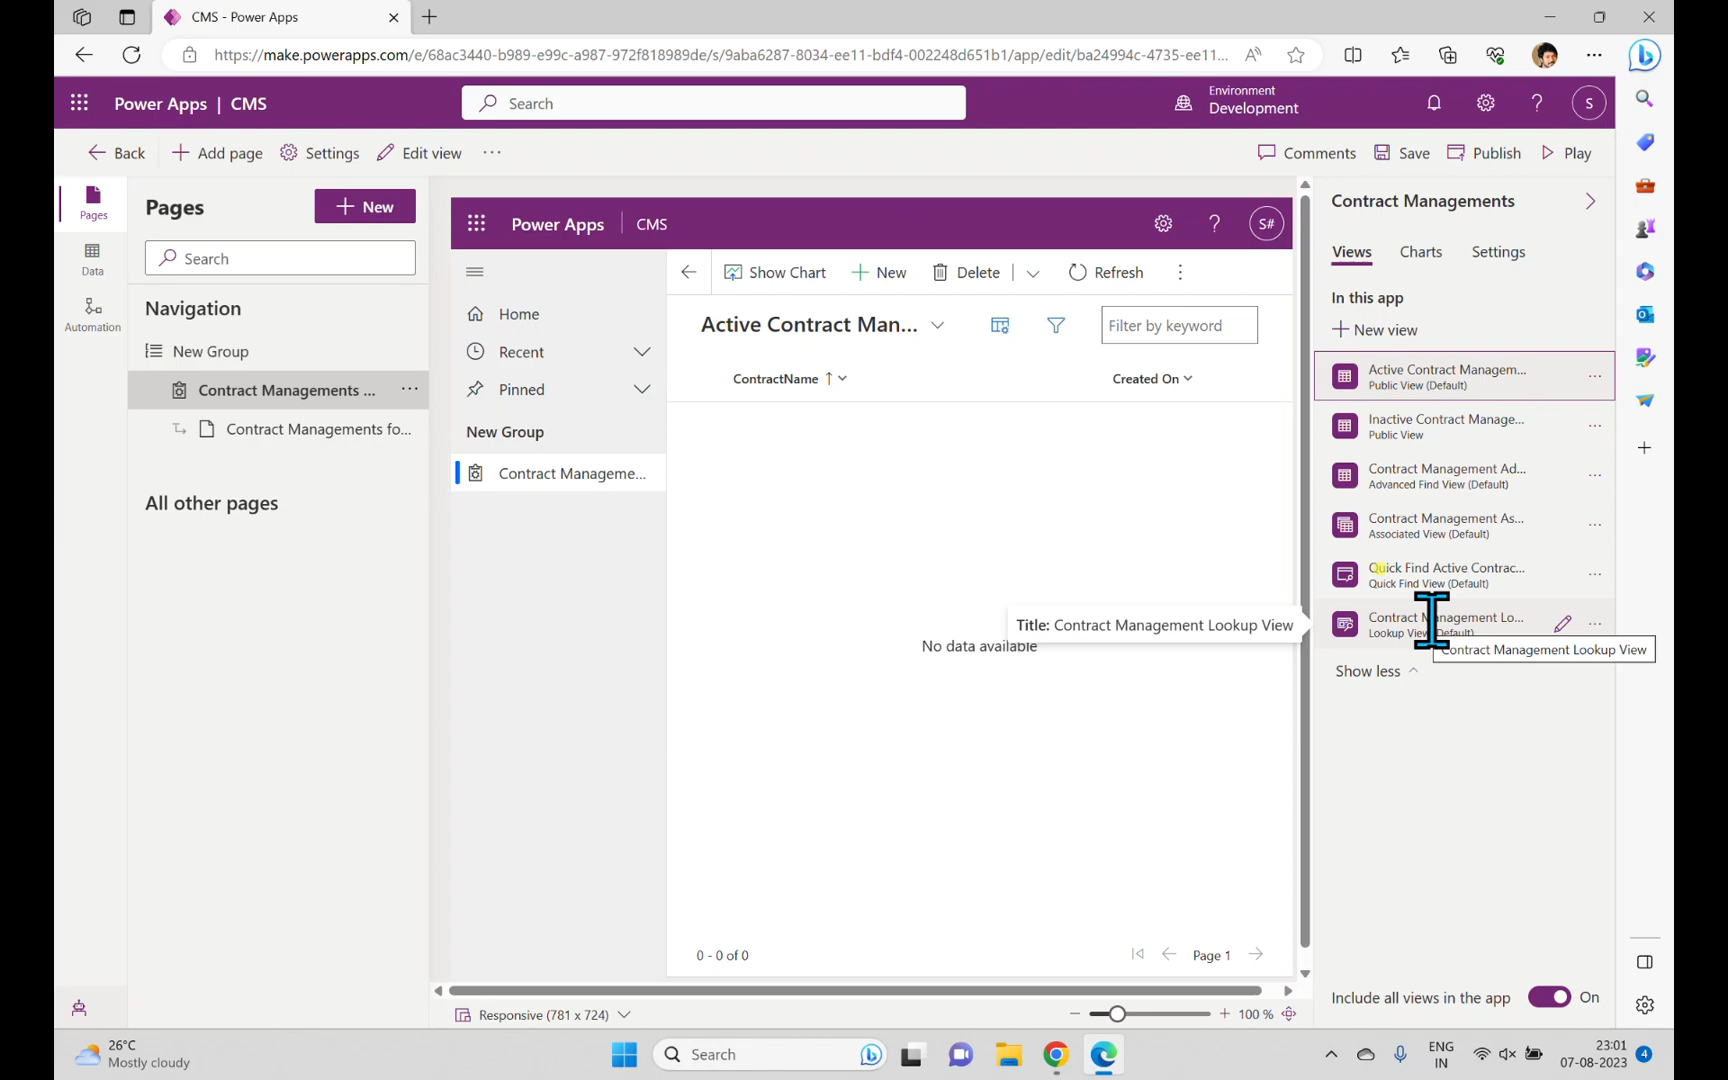 CMS - Power Apps
https://make.powerapps.com/e/68ac3440-b989-e99c-a987-972f818989de/s/9aba6287-8034-ee11-bdf4-002248d651b1/app/edit/ba24994c-4735-ee11...
Power Apps | CMS
Search
Environment
Development
?
S
Back
Add page
Settings
Edit view
Comments
Save
Publish
Play
Pages
Data
Automation
Pages
New
Search
Navigation
New Group
Contract Managements ...
Contract Managements fo...
All other pages
Power Apps
CMS
?
S#
Home
Recent
Pinned
New Group
Contract Manageme...
Show Chart
New
Delete
Refresh
Active Contract Man...
Filter by keyword
ContractName
Created On
No data available
Title: Contract Management Lookup View
0 - 0 of 0
Page 1
Responsive (781 x 724)
100 %
Contract Managements
Views
Charts
Settings
In this app
New view
Active Contract Managem...
Public View (Default)
Inactive Contract Manage...
Public View
Contract Management Ad...
Advanced Find View (Default)
Contract Management As...
Associated View (Default)
Quick Find Active Contrac...
Quick Find View (Default)
Contract Management Lo...
Lookup View (Default)
Contract Management Lookup View
Show less
Include all views in the app
On
26°C
Mostly cloudy
Search
ENG
IN
23:01
07-08-2023
4